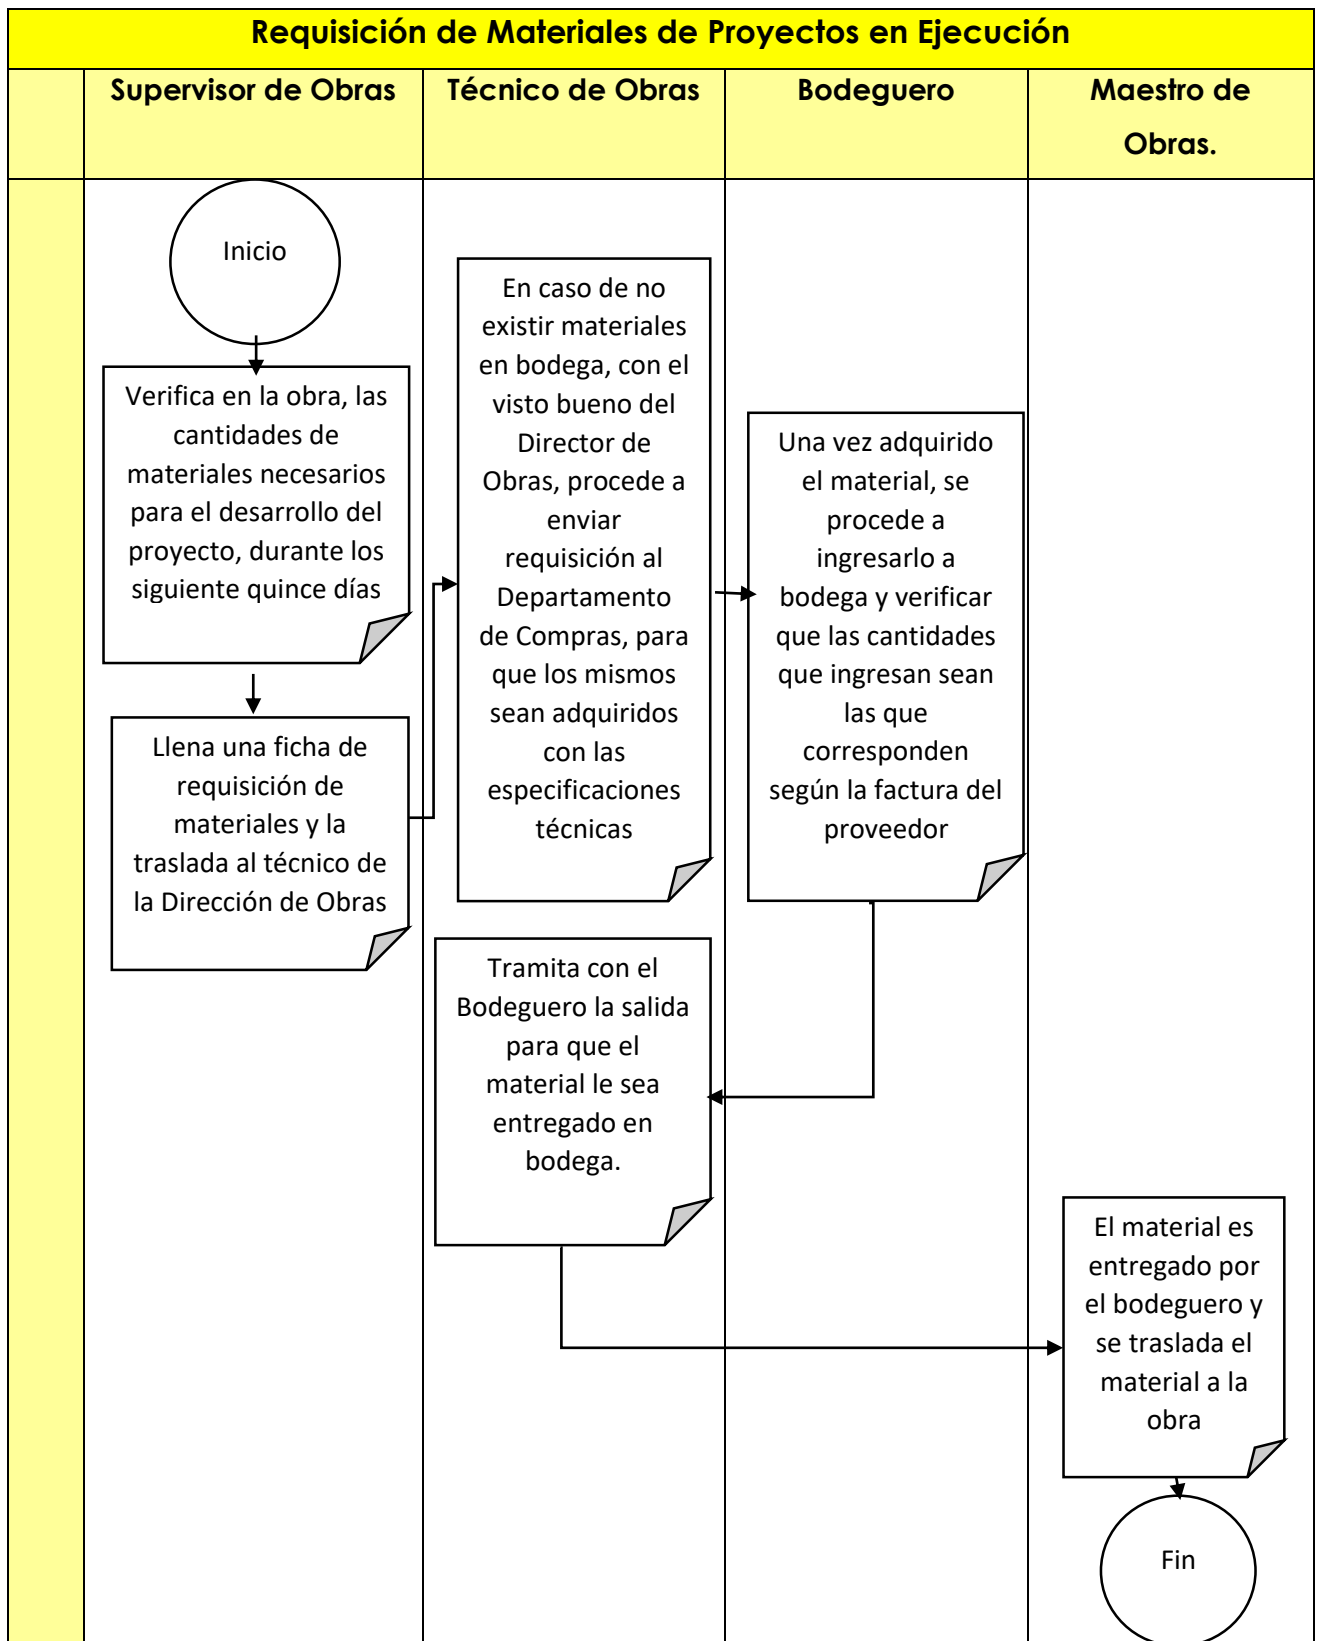 Requisición de Materiales de Proyectos en Ejecución
Supervisor de Obras
Técnico de Obras
Bodeguero
Maestro de
Obras.
Inicio
Verifica en la obra, las
cantidades de
materiales necesarios
para el desarrollo del
proyecto, durante los
siguiente quince días
Llena una ficha de
requisición de
materiales y la
traslada al técnico de
la Dirección de Obras
En caso de no
existir materiales
en bodega, con el
visto bueno del
Director de
Obras, procede a
enviar
requisición al
Departamento
de Compras, para
que los mismos
sean adquiridos
con las
especificaciones
técnicas
Una vez adquirido
el material, se
procede a
ingresarlo a
bodega y verificar
que las cantidades
que ingresan sean
las que
corresponden
según la factura del
proveedor
Tramita con el
Bodeguero la salida
para que el
material le sea
entregado en
bodega.
El material es
entregado por
el bodeguero y
se traslada el
material a la
obra
Fin